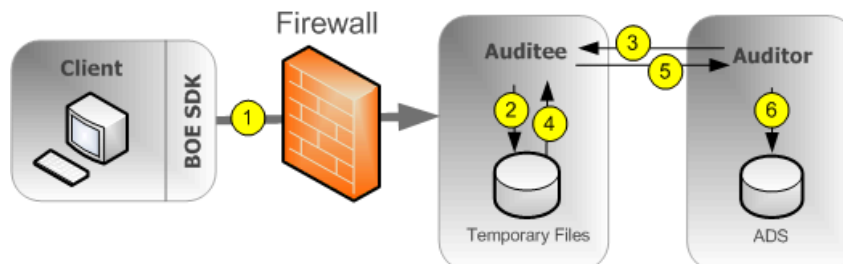 Firewall
Client
BOE SDK
1
Auditee
3
5
Auditor
2
4
6
Temporary Files
ADS